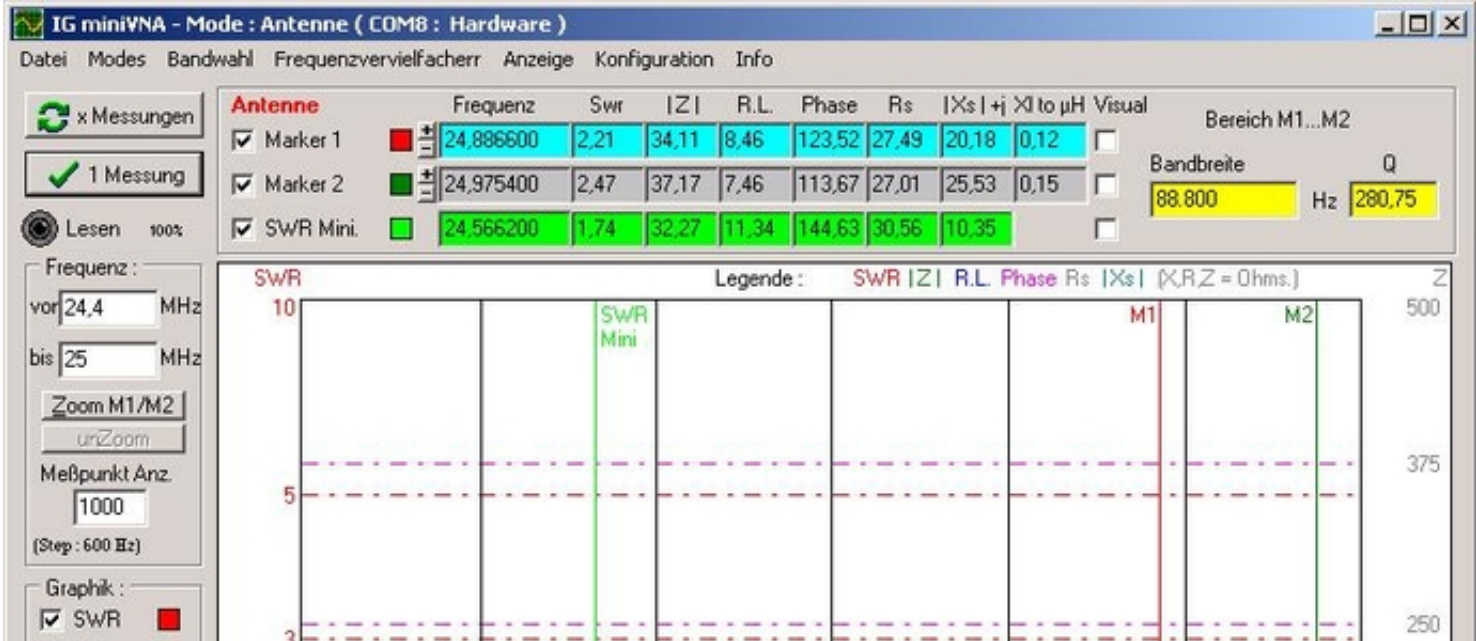 IG miniVNA - Mode : Antenne ( COM8 : Hardware )
Datei Modes Bandwahl Frequenzvervielfacherr Anzeige Konfiguration Info
x Messungen
1 Messung
Lesen 100%
Antenne Frequenz Swr |Z| R.L. Phase Rs |Xs| +j Xl to µH Visual
Marker 1 24,886600 2,21 34,11 8,46 123,52 27,49 20,18 0,12
Marker 2 24,975400 2,47 37,17 7,46 113,67 27,01 25,53 0,15
SWR Mini. 24,566200 1,74 32,27 11,34 144,63 30,56 10,35
Bereich M1...M2
Bandbreite Q
88.800 Hz 280,75
Frequenz :
vor 24,4 MHz
bis 25 MHz
Zoom M1/M2
unZoom
Meßpunkt Anz.
1000
(Step : 600 Hz)
Graphik :
SWR
SWR Legende : SWR |Z| R.L. Phase Rs |Xs| (X,R,Z = Ohms.) Z
10 500
SWR
Mini
M1 M2
375
5
250
3